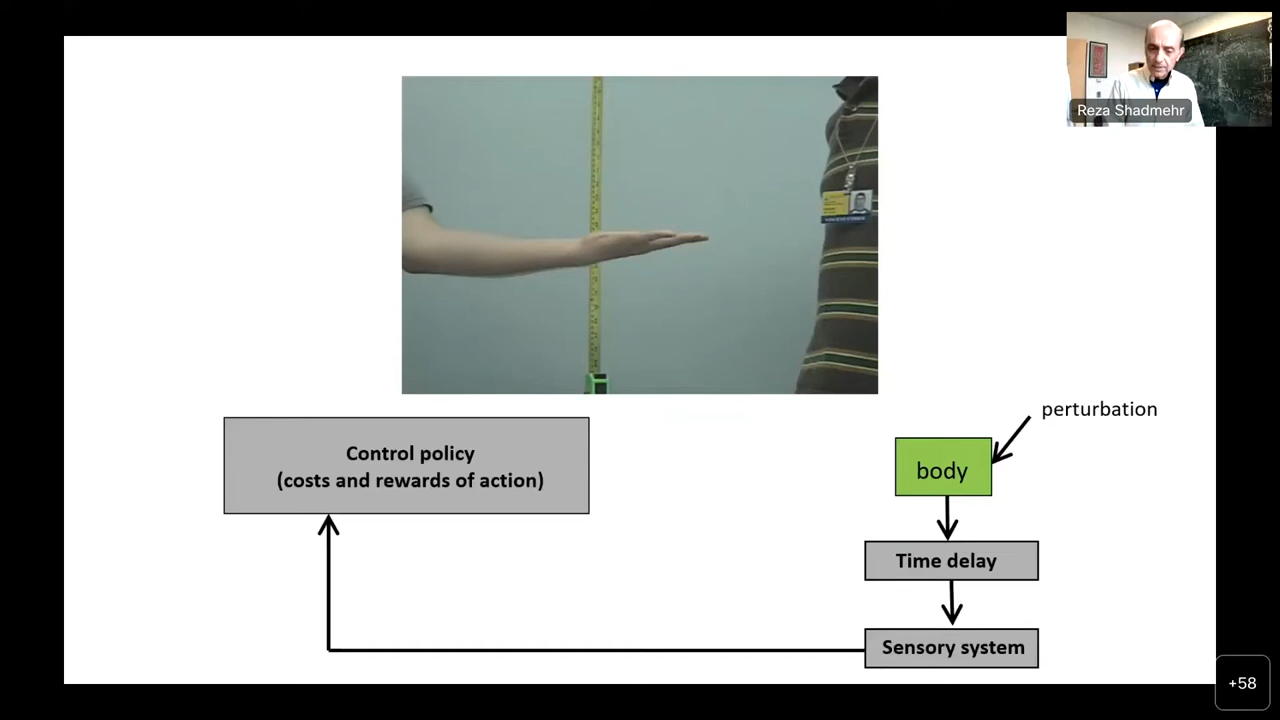 Reza Shadmehr
perturbation
Control policy
(costs and rewards of action)
body
Time delay
Sensory system
+58